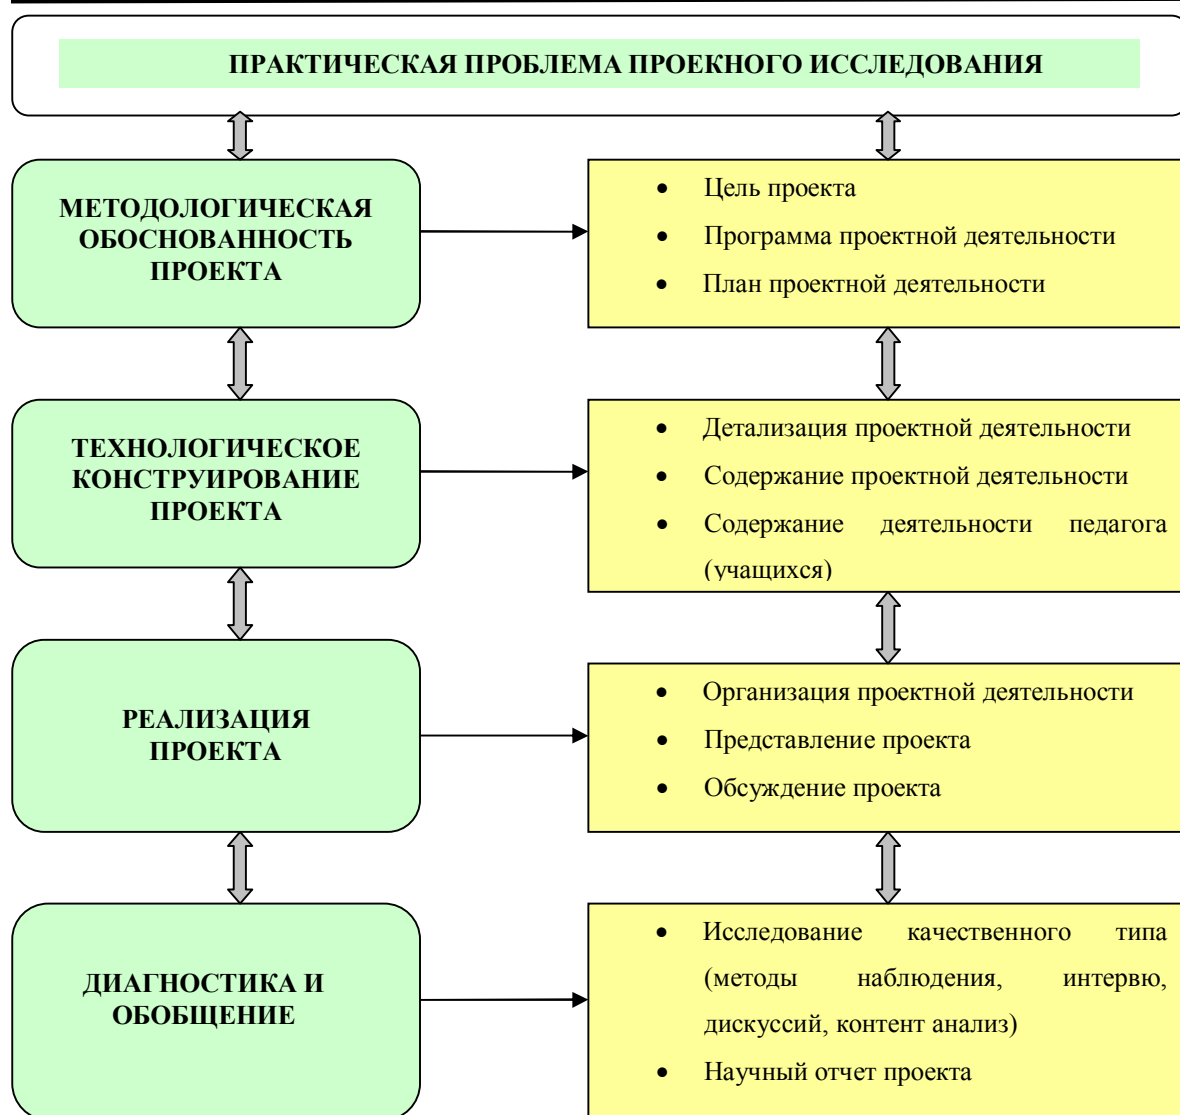 ПРАКТИЧЕСКАЯ ПРОБЛЕМА ПРОЕКНОГО ИССЛЕДОВАНИЯ
МЕТОДОЛОГИЧЕСКАЯ
ОБОСНОВАННОСТЬ
ПРОЕКТА
• Цель проекта
• Программа проектной деятельности
• План проектной деятельности
ТЕХНОЛОГИЧЕСКОЕ
КОНСТРУИРОВАНИЕ
ПРОЕКТА
• Детализация проектной деятельности
• Содержание проектной деятельности
• Содержание деятельности педагога
(учащихся)
РЕАЛИЗАЦИЯ
ПРОЕКТА
• Организация проектной деятельности
• Представление проекта
• Обсуждение проекта
ДИАГНОСТИКА И
ОБОБЩЕНИЕ
• Исследование качественного типа
(методы наблюдения, интервю,
дискуссий, контент анализ)
• Научный отчет проекта